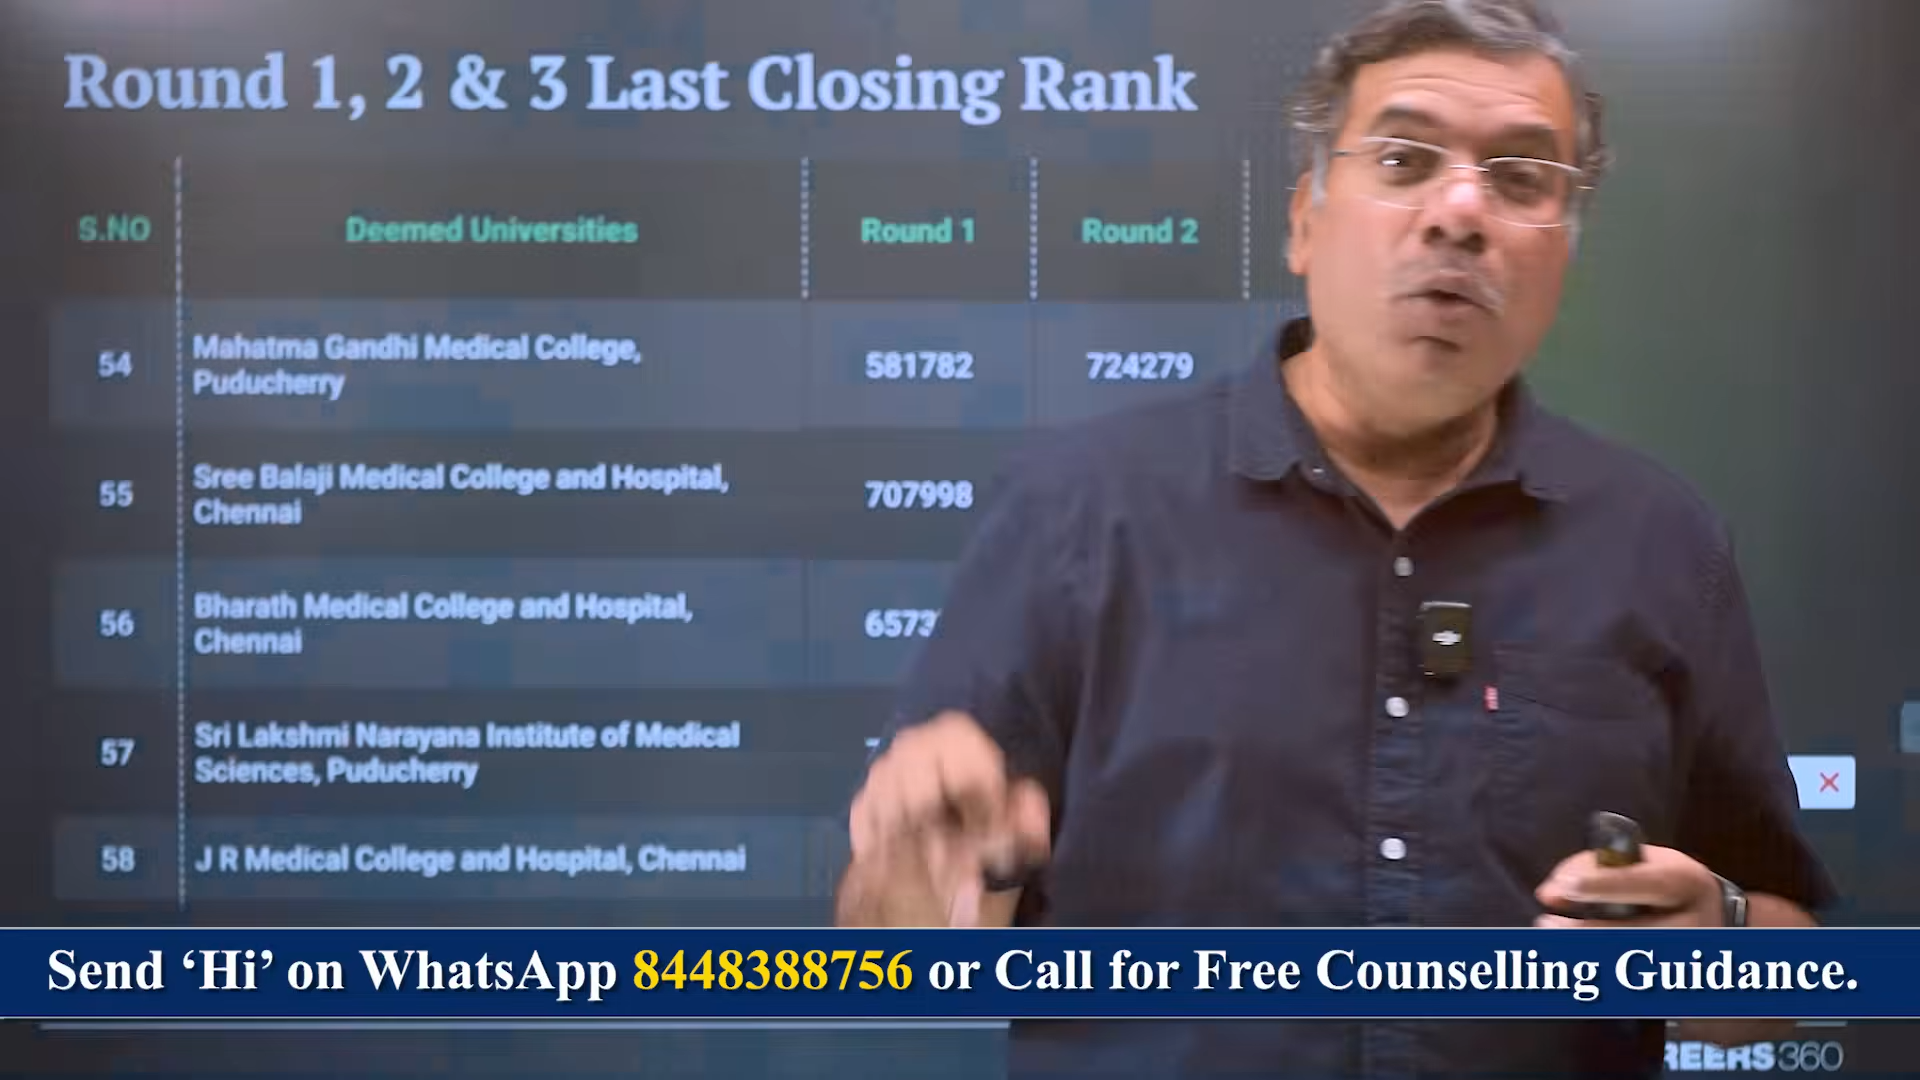 Round 1, 2 & 3 Last Closing Rank
S.NO Deemed Universities Round 1 Round 2
54 Mahatma Gandhi Medical College, Puducherry 581782 724279
55 Sree Balaji Medical College and Hospital, Chennai 707998
56 Bharath Medical College and Hospital, Chennai
57 Sri Lakshmi Narayana Institute of Medical Sciences, Puducherry
58 J R Medical College and Hospital, Chennai
Send ‘Hi’ on WhatsApp 8448388756 or Call for Free Counselling Guidance.
REERS360